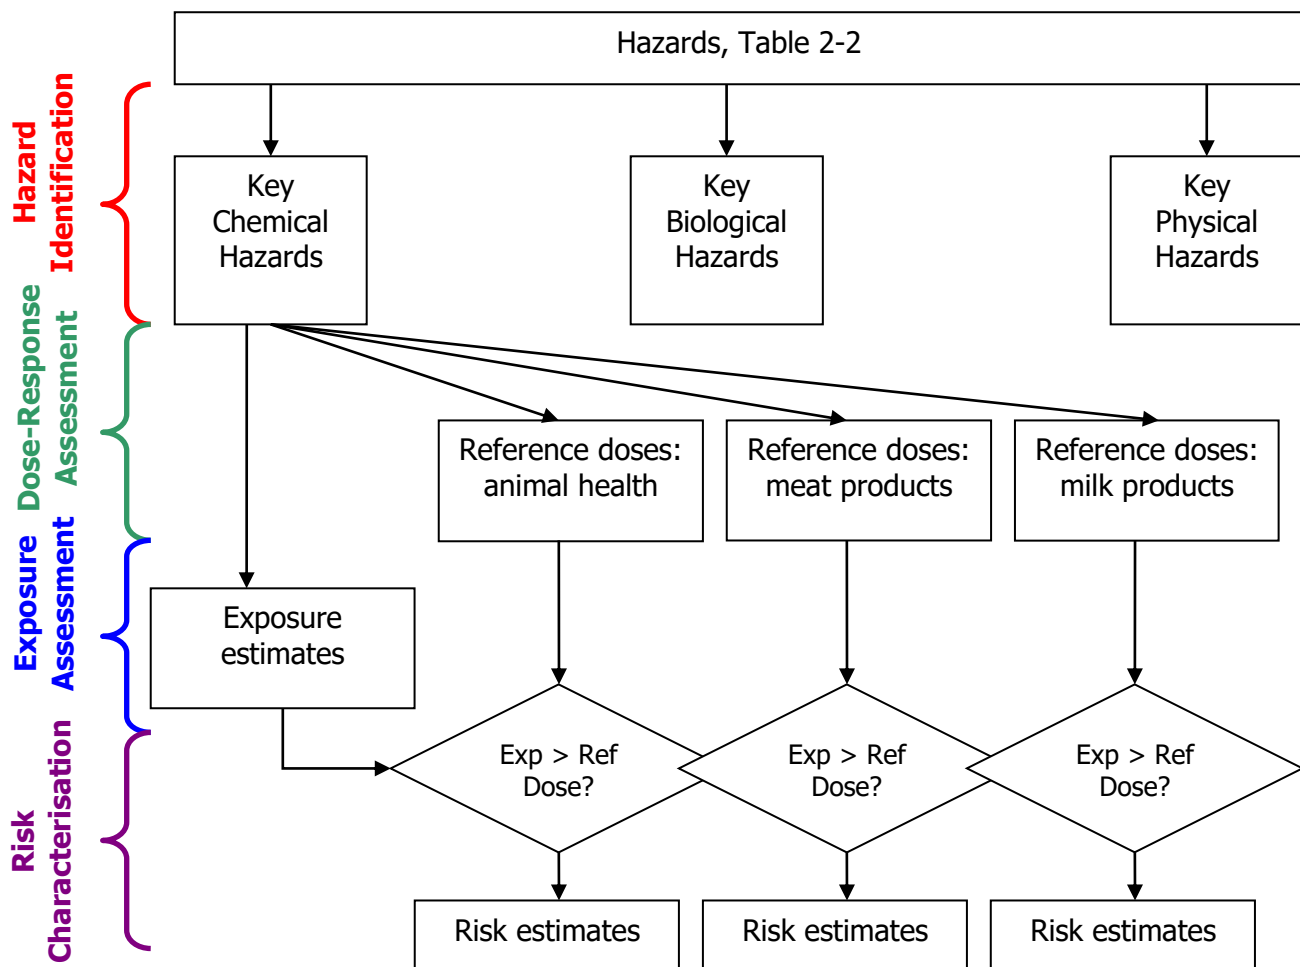 Hazards, Table 2-2
Hazard
Identification
Key
Chemical
Hazards
Key
Biological
Hazards
Key
Physical
Hazards
Dose-Response
Assessment
Reference doses:
animal health
Reference doses:
meat products
Reference doses:
milk products
Exposure
Assessment
Exposure
estimates
Risk
Characterisation
Exp > Ref
Dose?
Exp > Ref
Dose?
Exp > Ref
Dose?
Risk estimates
Risk estimates
Risk estimates